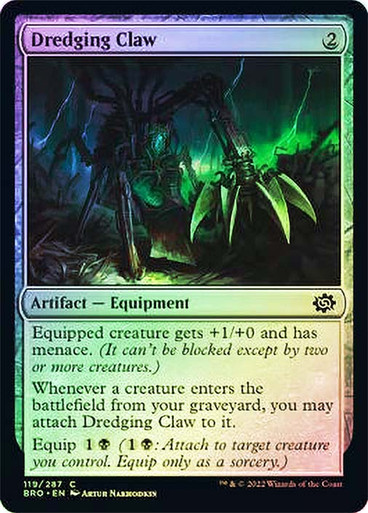 Dredging Claw 2
Artifact — Equipment
Equipped creature gets +1/+0 and has
menace. (It can't be blocked except by two
or more creatures.)
Whenever a creature enters the
battlefield from your graveyard, you may
attach Dredging Claw to it.
Equip 1 (1: Attach to target creature
you control. Equip only as a sorcery.)
119/287 C
BRO • EN ARTUR NAKHODKIN
™ & © 2022 Wizards of the Coast